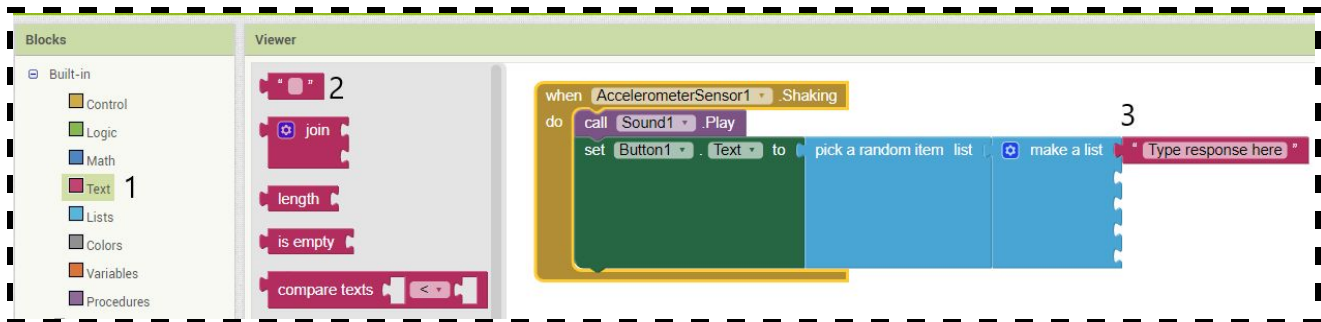 Blocks
Viewer
Built-in
Control
Logic
Math
Text 1
Lists
Colors
Variables
Procedures
" " 2
join
length
is empty
compare texts <
when AccelerometerSensor1 .Shaking
do call Sound1 .Play
3
set Button1 . Text to pick a random item list make a list " Type response here "